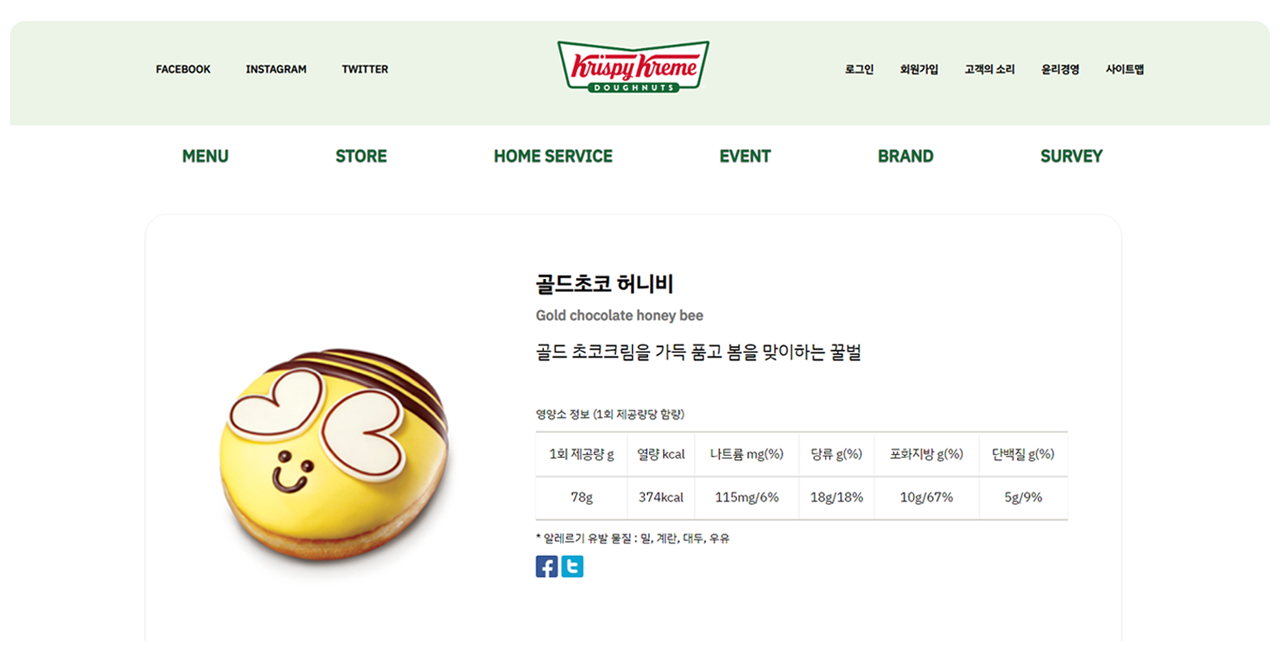 FACEBOOK INSTAGRAM TWITTER
Krispy Kreme
DOUGHNUTS
로그인 회원가입 고객의 소리 윤리경영 사이트맵
MENU STORE HOME SERVICE EVENT BRAND SURVEY
골드초코 허니비
Gold chocolate honey bee
골드 초코크림을 가득 품고 봄을 맞이하는 꿀벌
영양소 정보 (1회 제공량당 함량)
1회 제공량 g 열량 kcal 나트륨 mg(%) 당류 g(%) 포화지방 g(%) 단백질 g(%)
78g 374kcal 115mg/6% 18g/18% 10g/67% 5g/9%
* 알레르기 유발 물질 : 밀, 계란, 대두, 우유